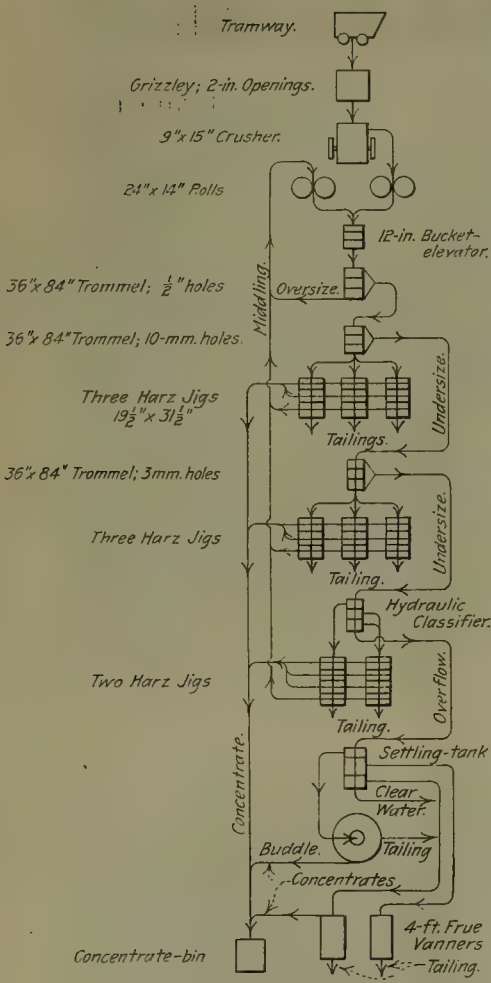 Tramway.
Grizzley; 2-in. Openings.
9"x 15" Crusher.
24"x 14" Rolls
12-in. Bucket-
elevator.
36"x 84" Trommel; 1/2" holes
Oversize.
Middling.
36"x 84" Trommel; 10-mm. holes.
Undersize.
Three Harz Jigs
19 1/2" x 31 1/2"
Tailings.
36"x 84" Trommel; 3mm. holes
Undersize.
Three Harz Jigs
Tailing.
Hydraulic
Classifier.
Overflow.
Two Harz Jigs
Tailing.
Settling-tank
Clear
Water.
Concentrate.
Buddle.
Tailing
Concentrates
4-ft. Frue
Vanners
Concentrate-bin
Tailing.